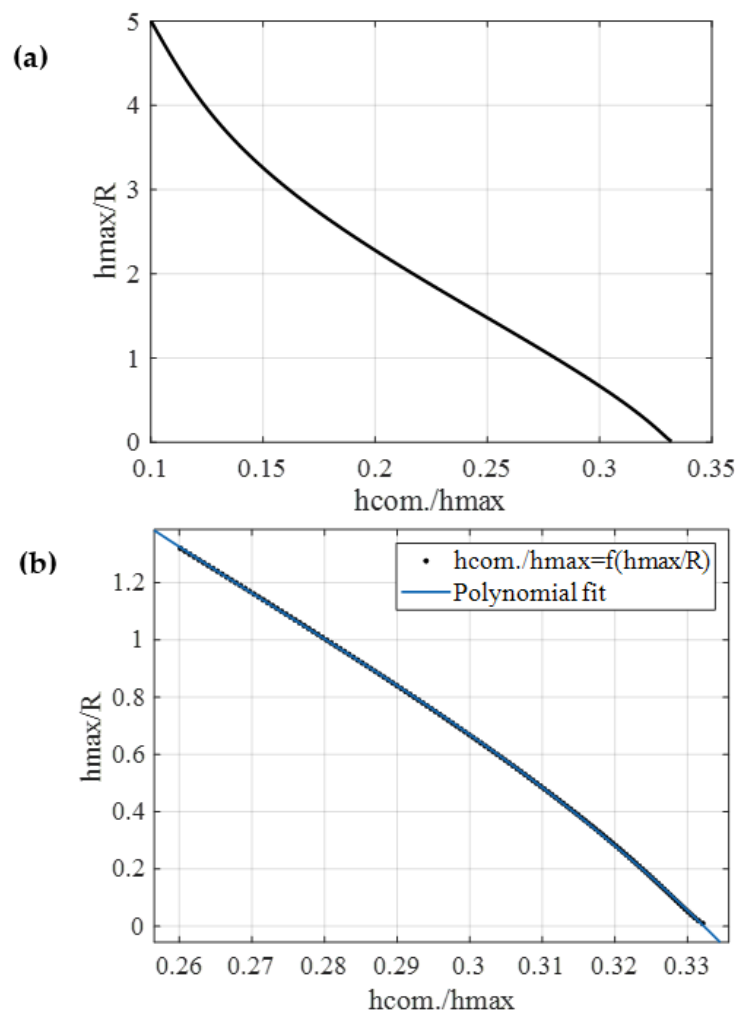 (a)
hmax/R
5
4
3
2
1
0
0.1 0.15 0.2 0.25 0.3 0.35
hcom./hmax
(b)
hmax/R
hcom./hmax=f(hmax/R)
Polynomial fit
1.2
1
0.8
0.6
0.4
0.2
0
0.26 0.27 0.28 0.29 0.3 0.31 0.32 0.33
hcom./hmax